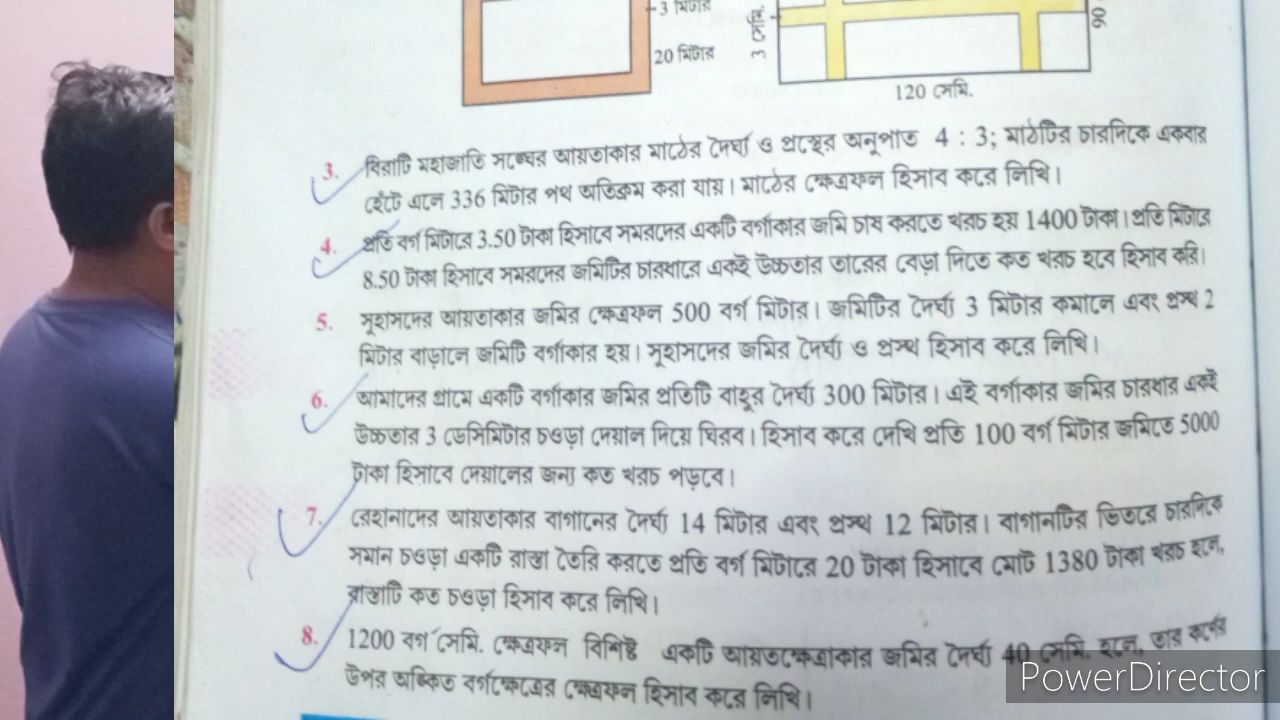 3 মিটার
20 মিটার
3 সেমি.
90
120 সেমি.
3. বিরাটি মহাজাতি সঙ্ঘের আয়তাকার মাঠের দৈর্ঘ্য ও প্রস্থের অনুপাত 4 : 3; মাঠটির চারদিকে একবার
হেঁটে এলে 336 মিটার পথ অতিক্রম করা যায়। মাঠের ক্ষেত্রফল হিসাব করে লিখি।
4. প্রতি বর্গ মিটারে 3.50 টাকা হিসাবে সমরদের একটি বর্গাকার জমি চাষ করতে খরচ হয় 1400 টাকা। প্রতি মিটারে
8.50 টাকা হিসাবে সমরদের জমিটির চারধারে একই উচ্চতার তারের বেড়া দিতে কত খরচ হবে হিসাব করি।
5. সুহাসদের আয়তাকার জমির ক্ষেত্রফল 500 বর্গ মিটার। জমিটির দৈর্ঘ্য 3 মিটার কমালে এবং প্রস্থ 2
মিটার বাড়ালে জমিটি বর্গাকার হয়। সুহাসদের জমির দৈর্ঘ্য ও প্রস্থ হিসাব করে লিখি।
6. আমাদের গ্রামে একটি বর্গাকার জমির প্রতিটি বাহুর দৈর্ঘ্য 300 মিটার। এই বর্গাকার জমির চারধার একই
উচ্চতার 3 ডেসিমিটার চওড়া দেয়াল দিয়ে ঘিরব। হিসাব করে দেখি প্রতি 100 বর্গ মিটার জমিতে 5000
টাকা হিসাবে দেয়ালের জন্য কত খরচ পড়বে।
7. রেহানাদের আয়তাকার বাগানের দৈর্ঘ্য 14 মিটার এবং প্রস্থ 12 মিটার। বাগানটির ভিতরে চারদিকে
সমান চওড়া একটি রাস্তা তৈরি করতে প্রতি বর্গ মিটারে 20 টাকা হিসাবে মোট 1380 টাকা খরচ হলে,
রাস্তাটি কত চওড়া হিসাব করে লিখি।
8. 1200 বর্গ সেমি. ক্ষেত্রফল বিশিষ্ট একটি আয়তক্ষেত্রাকার জমির দৈর্ঘ্য 40 সেমি. হলে, তার কর্ণের
উপর অঙ্কিত বর্গক্ষেত্রের ক্ষেত্রফল হিসাব করে লিখি।
PowerDirector